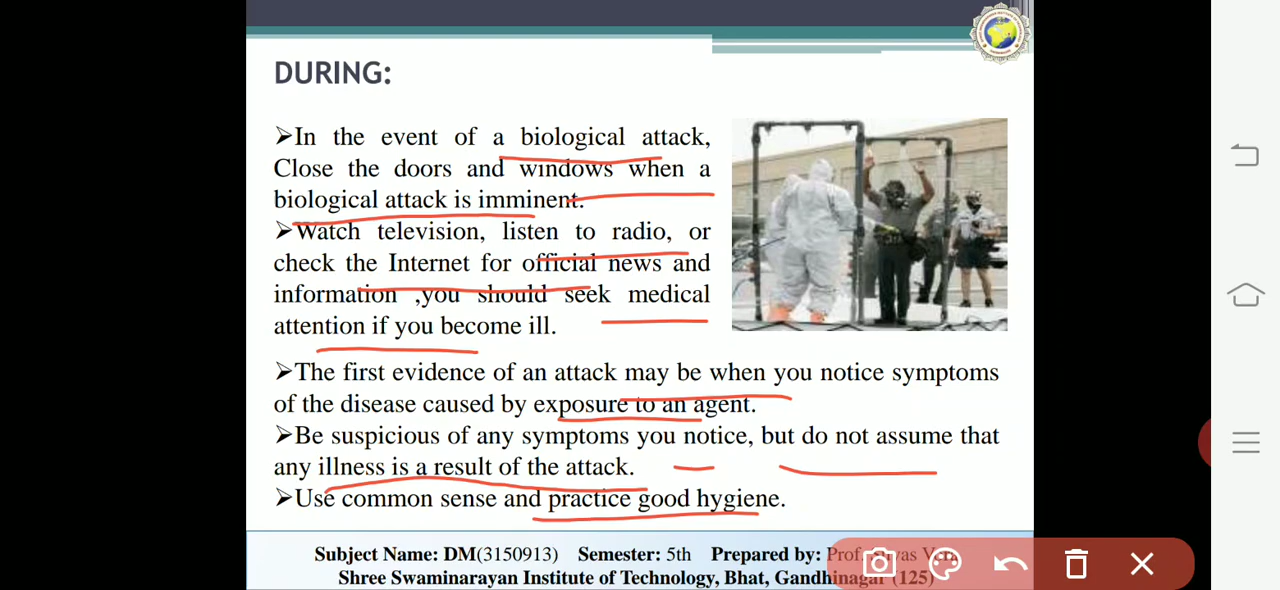 DURING:
➢In the event of a biological attack,
Close the doors and windows when a
biological attack is imminent.
➢Watch television, listen to radio, or
check the Internet for official news and
information ,you should seek medical
attention if you become ill.
➢The first evidence of an attack may be when you notice symptoms
of the disease caused by exposure to an agent.
➢Be suspicious of any symptoms you notice, but do not assume that
any illness is a result of the attack.
➢Use common sense and practice good hygiene.
Subject Name: DM(3150913) Semester: 5th Prepared by: Prof.
Shree Swaminarayan Institute of Technology, Bhat, Gandhinagar (125)